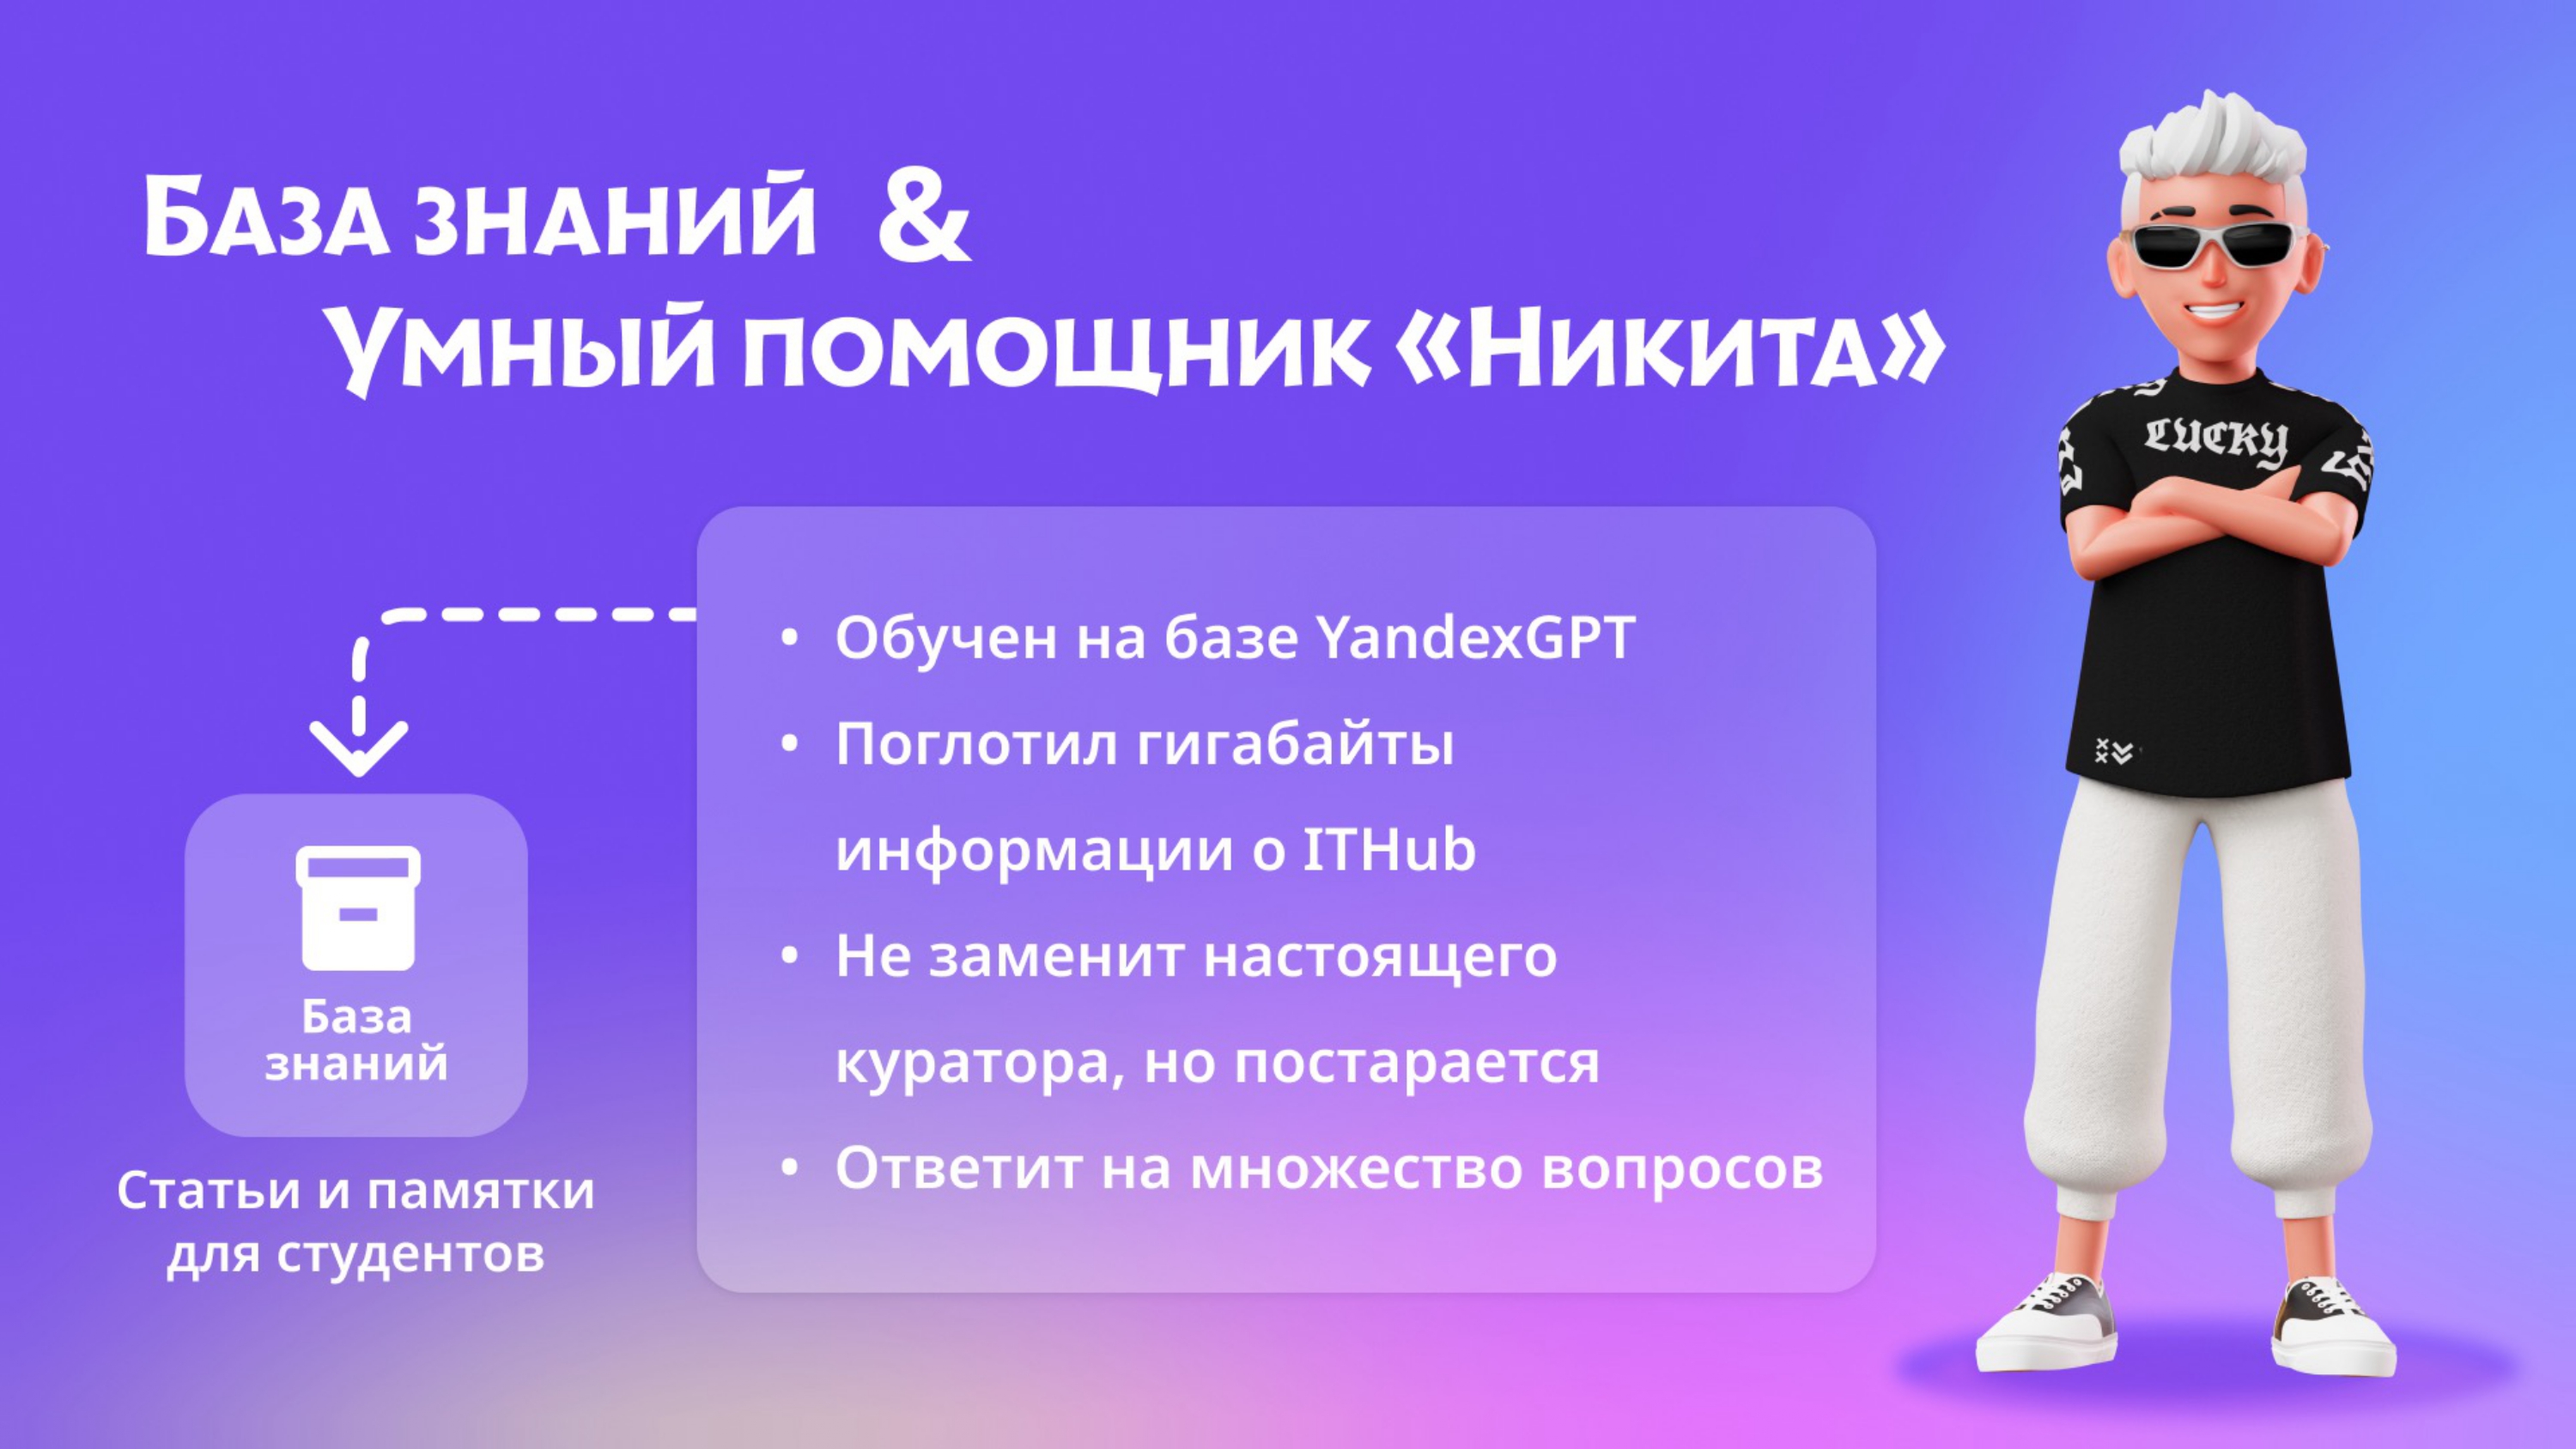 База знаний &
Умный помощник «Никита»
LUCKY
• Обучен на базе YandexGPT
• Поглотил гигабайты
информации о ITHub
• Не заменит настоящего
куратора, но постарается
• Ответит на множество вопросов
База
знаний
Статьи и памятки
для студентов